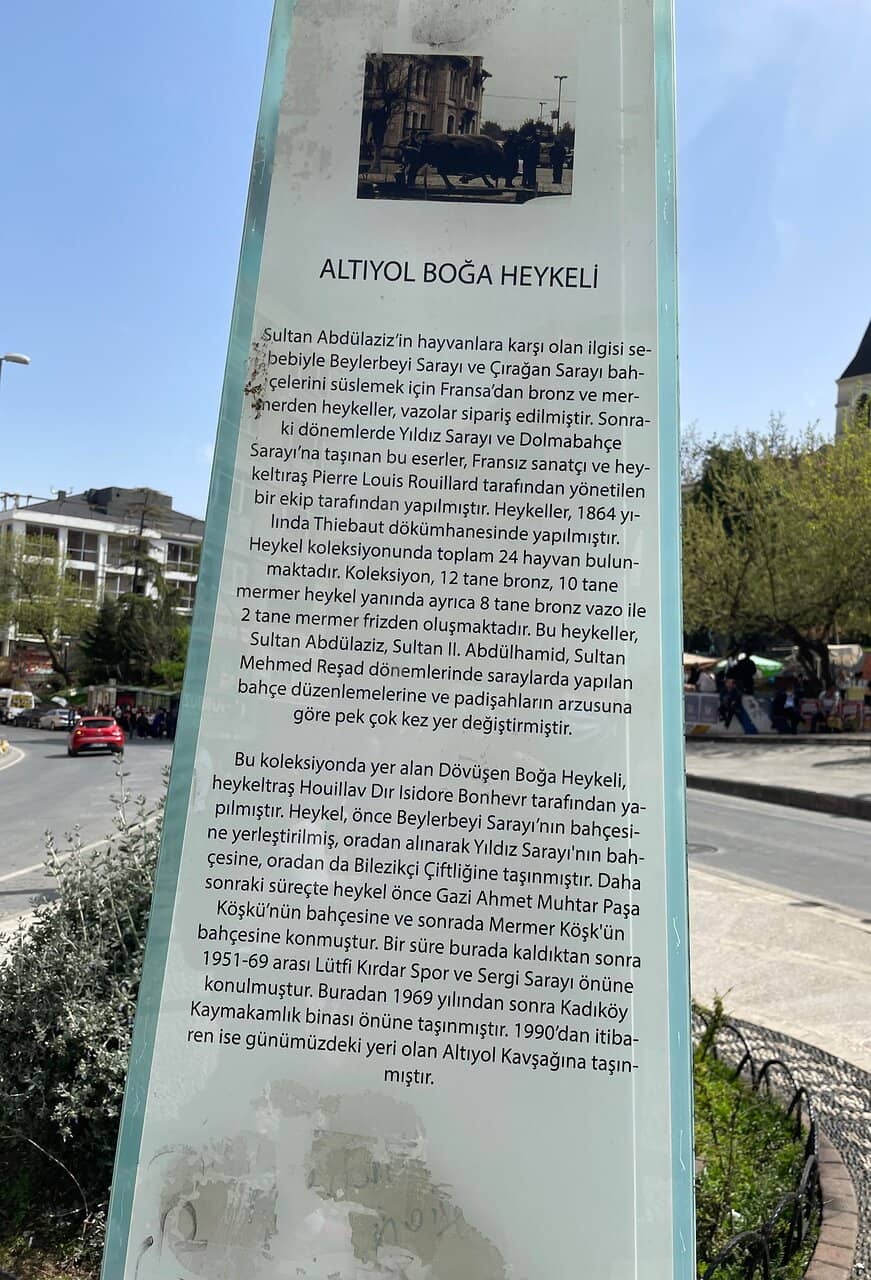 ALTIYOL BOĞA HEYKELİ
Sultan Abdülaziz’in hayvanlara karşı olan ilgisi se-
bebiyle Beylerbeyi Sarayı ve Çırağan Sarayı bah-
çelerini süslemek için Fransa’dan bronz ve mer-
merden heykeller, vazolar sipariş edilmiştir. Sonra-
ki dönemlerde Yıldız Sarayı ve Dolmabahçe
Sarayı’na taşınan bu eserler, Fransız sanatçı ve hey-
keltıraş Pierre Louis Rouillard tarafından yönetilen
bir ekip tarafından yapılmıştır. Heykeller, 1864 yı-
lında Thiebaut dökümhanesinde yapılmıştır.
Heykel koleksiyonunda toplam 24 hayvan bulun-
maktadır. Koleksiyon, 12 tane bronz, 10 tane
mermer heykel yanında ayrıca 8 tane bronz vazo ile
2 tane mermer frizden oluşmaktadır. Bu heykeller,
Sultan Abdülaziz, Sultan II. Abdülhamid, Sultan
Mehmed Reşad dönemlerinde saraylarda yapılan
bahçe düzenlemelerine ve padişahların arzusuna
göre pek çok kez yer değiştirmiştir.
Bu koleksiyonda yer alan Dövüşen Boğa Heykeli,
heykeltraş Houillav Dır Isidore Bonhevr tarafından ya-
pılmıştır. Heykel, önce Beylerbeyi Sarayı’nın bahçesi-
ne yerleştirilmiş, oradan alınarak Yıldız Sarayı'nın bah-
çesine, oradan da Bilezikçi Çiftliğine taşınmıştır. Daha
sonraki süreçte heykel önce Gazi Ahmet Muhtar Paşa
Köşkü’nün bahçesine ve sonrada Mermer Köşk'ün
bahçesine konmuştur. Bir süre burada kaldıktan sonra
1951-69 arası Lütfi Kırdar Spor ve Sergi Sarayı önüne
konulmuştur. Buradan 1969 yılından sonra Kadıköy
Kaymakamlık binası önüne taşınmıştır. 1990’dan itiba-
ren ise günümüzdeki yeri olan Altıyol Kavşağına taşın-
mıştır.